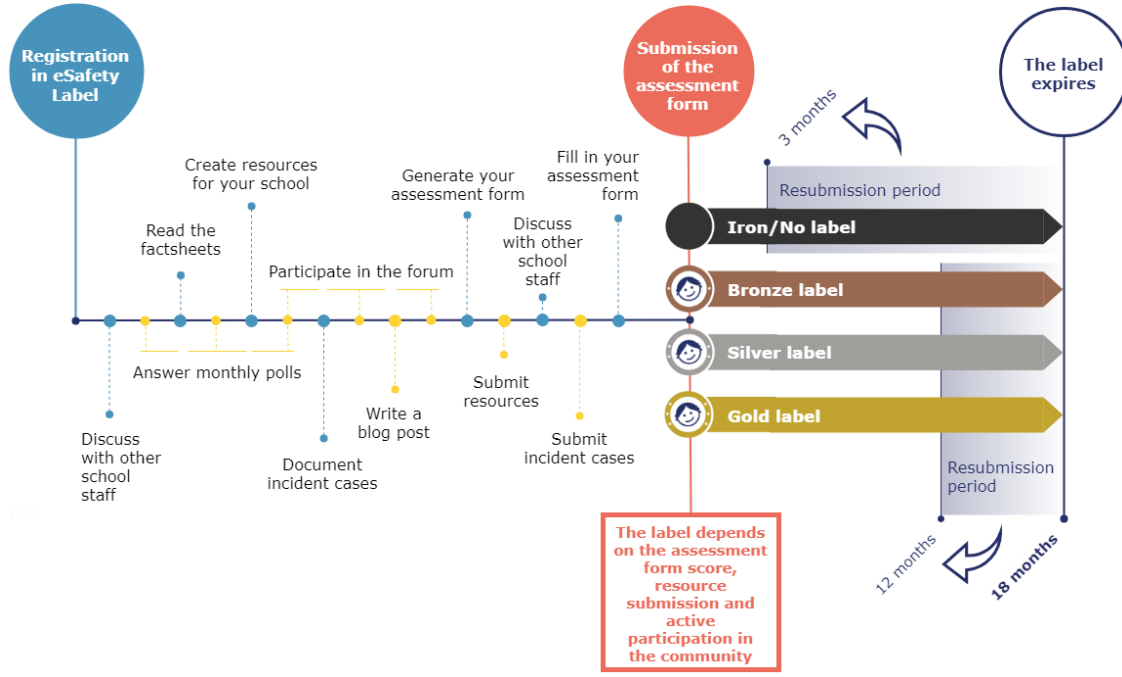 Registration
in eSafety
Label
Submission
of the
assessment
form
The label
expires
3 months
Create resources
for your school
Generate your
assessment form
Fill in your
assessment
form
Resubmission period
Read the
factsheets
Discuss
with other
school
staff
Iron/No label
Participate in the forum
Bronze label
Answer monthly polls
Silver label
Submit
resources
Write a
blog post
Gold label
Discuss
with other
school
staff
Document
incident cases
Submit
incident cases
Resubmission
period
12 months
18 months
The label depends
on the assessment
form score,
resource
submission and
active
participation in
the community